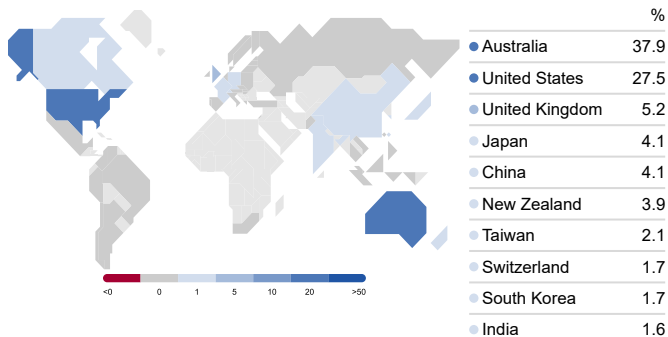 %
Australia 37.9
United States 27.5
United Kingdom 5.2
Japan 4.1
China 4.1
New Zealand 3.9
Taiwan 2.1
Switzerland 1.7
South Korea 1.7
India 1.6
<0 0 1 5 10 20 >50